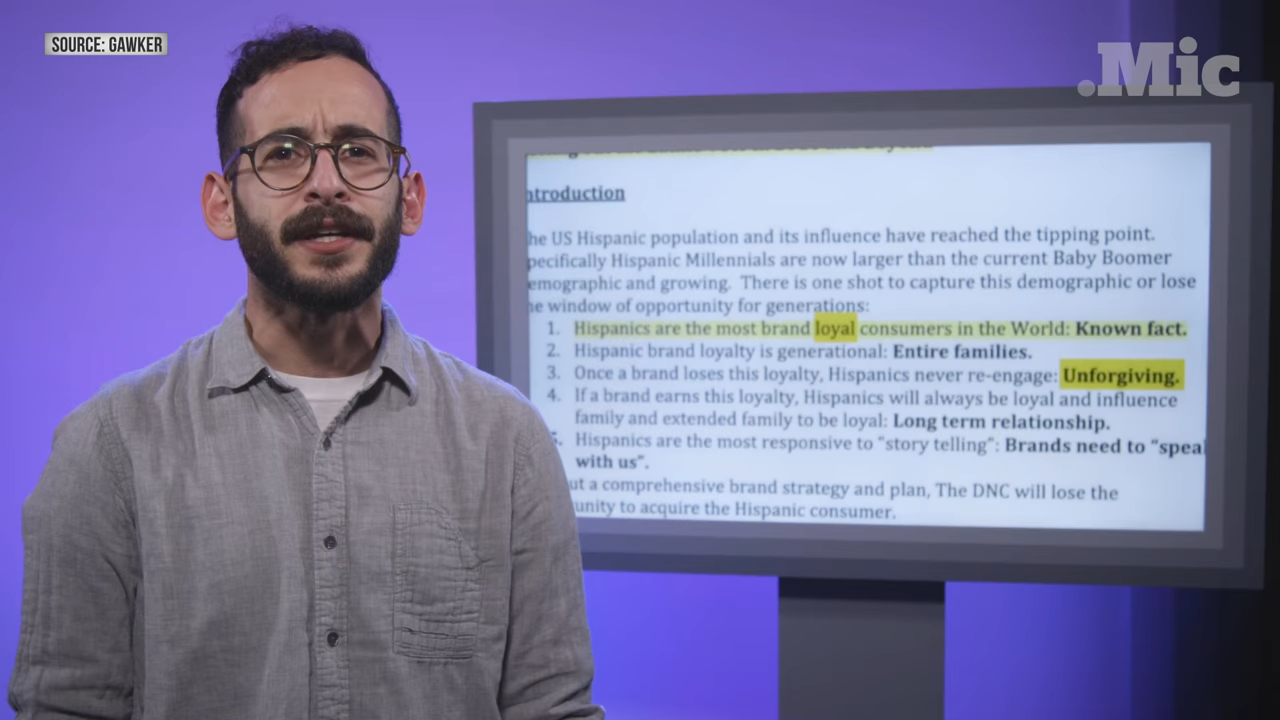 SOURCE: GAWKER
.Mic
ntroduction
he US Hispanic population and its influence have reached the tipping point.
pecifically Hispanic Millennials are now larger than the current Baby Boomer
emographic and growing. There is one shot to capture this demographic or lose
he window of opportunity for generations:
1. Hispanics are the most brand loyal consumers in the World: Known fact.
2. Hispanic brand loyalty is generational: Entire families.
3. Once a brand loses this loyalty, Hispanics never re-engage: Unforgiving.
4. If a brand earns this loyalty, Hispanics will always be loyal and influence
family and extended family to be loyal: Long term relationship.
Hispanics are the most responsive to “story telling”: Brands need to “spea
with us”.
ut a comprehensive brand strategy and plan, The DNC will lose the
unity to acquire the Hispanic consumer.